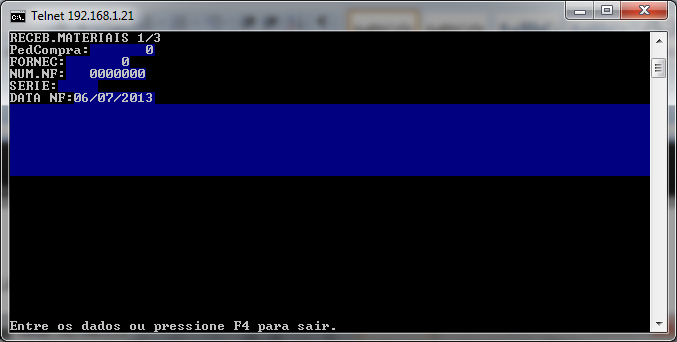 Telnet 192.168.1.21
RECEB.MATERIAIS 1/3
PedCompra: 0
FORNEC: 0
NUM.NF: 0000000
SERIE:
DATA NF:06/07/2013
Entre os dados ou pressione F4 para sair.